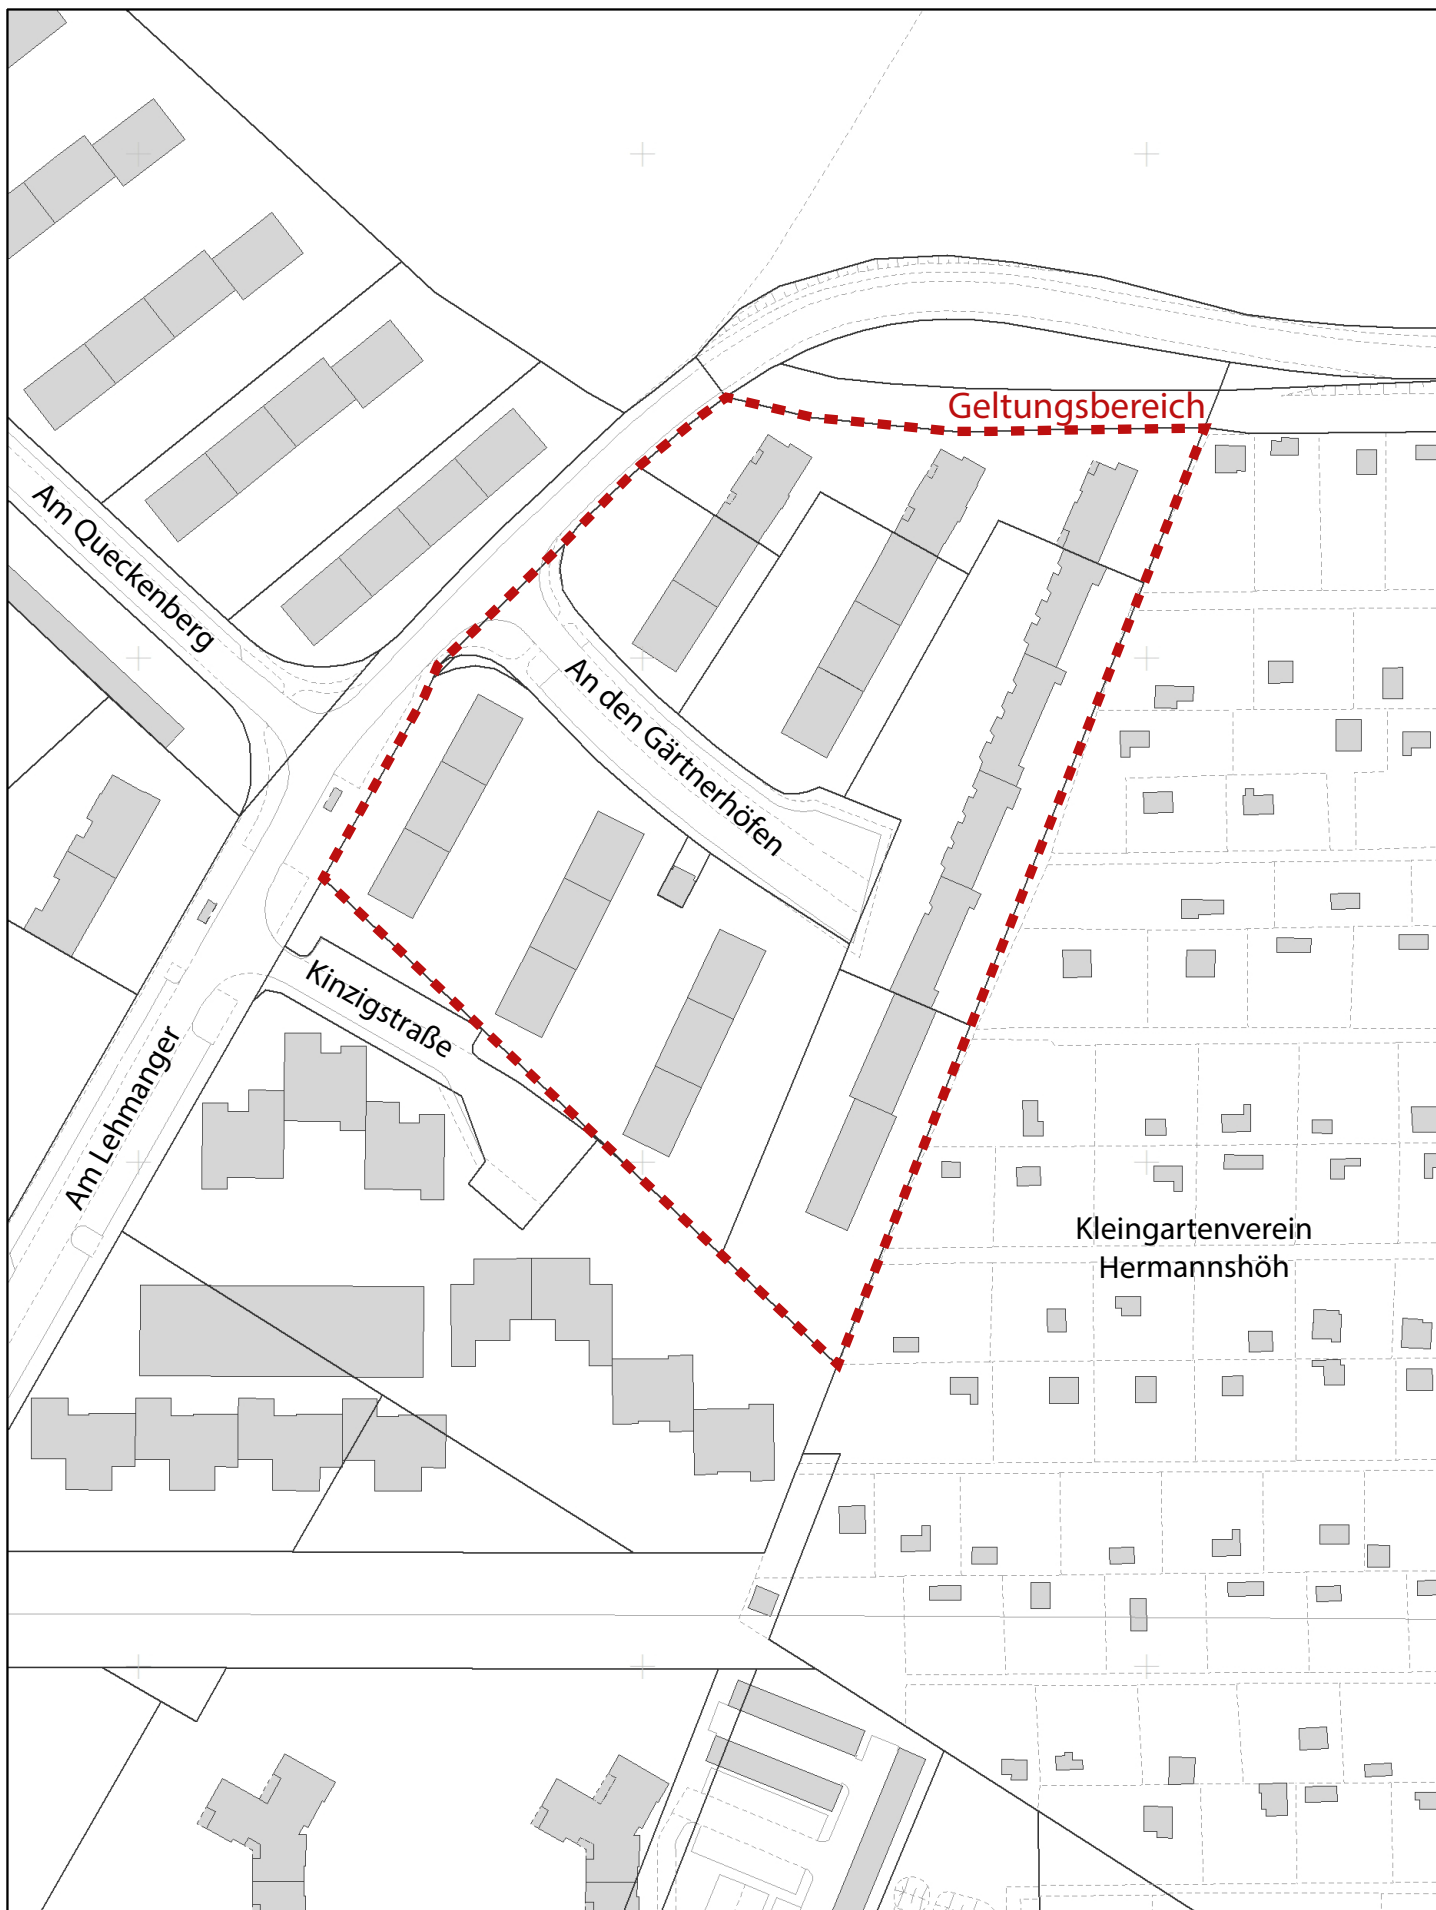 Geltungsbereich
Am Queckenberg
An den Gärtnerhöfen
Kinzigstraße
Am Lehmanger
Kleingartenverein
Hermannshöh